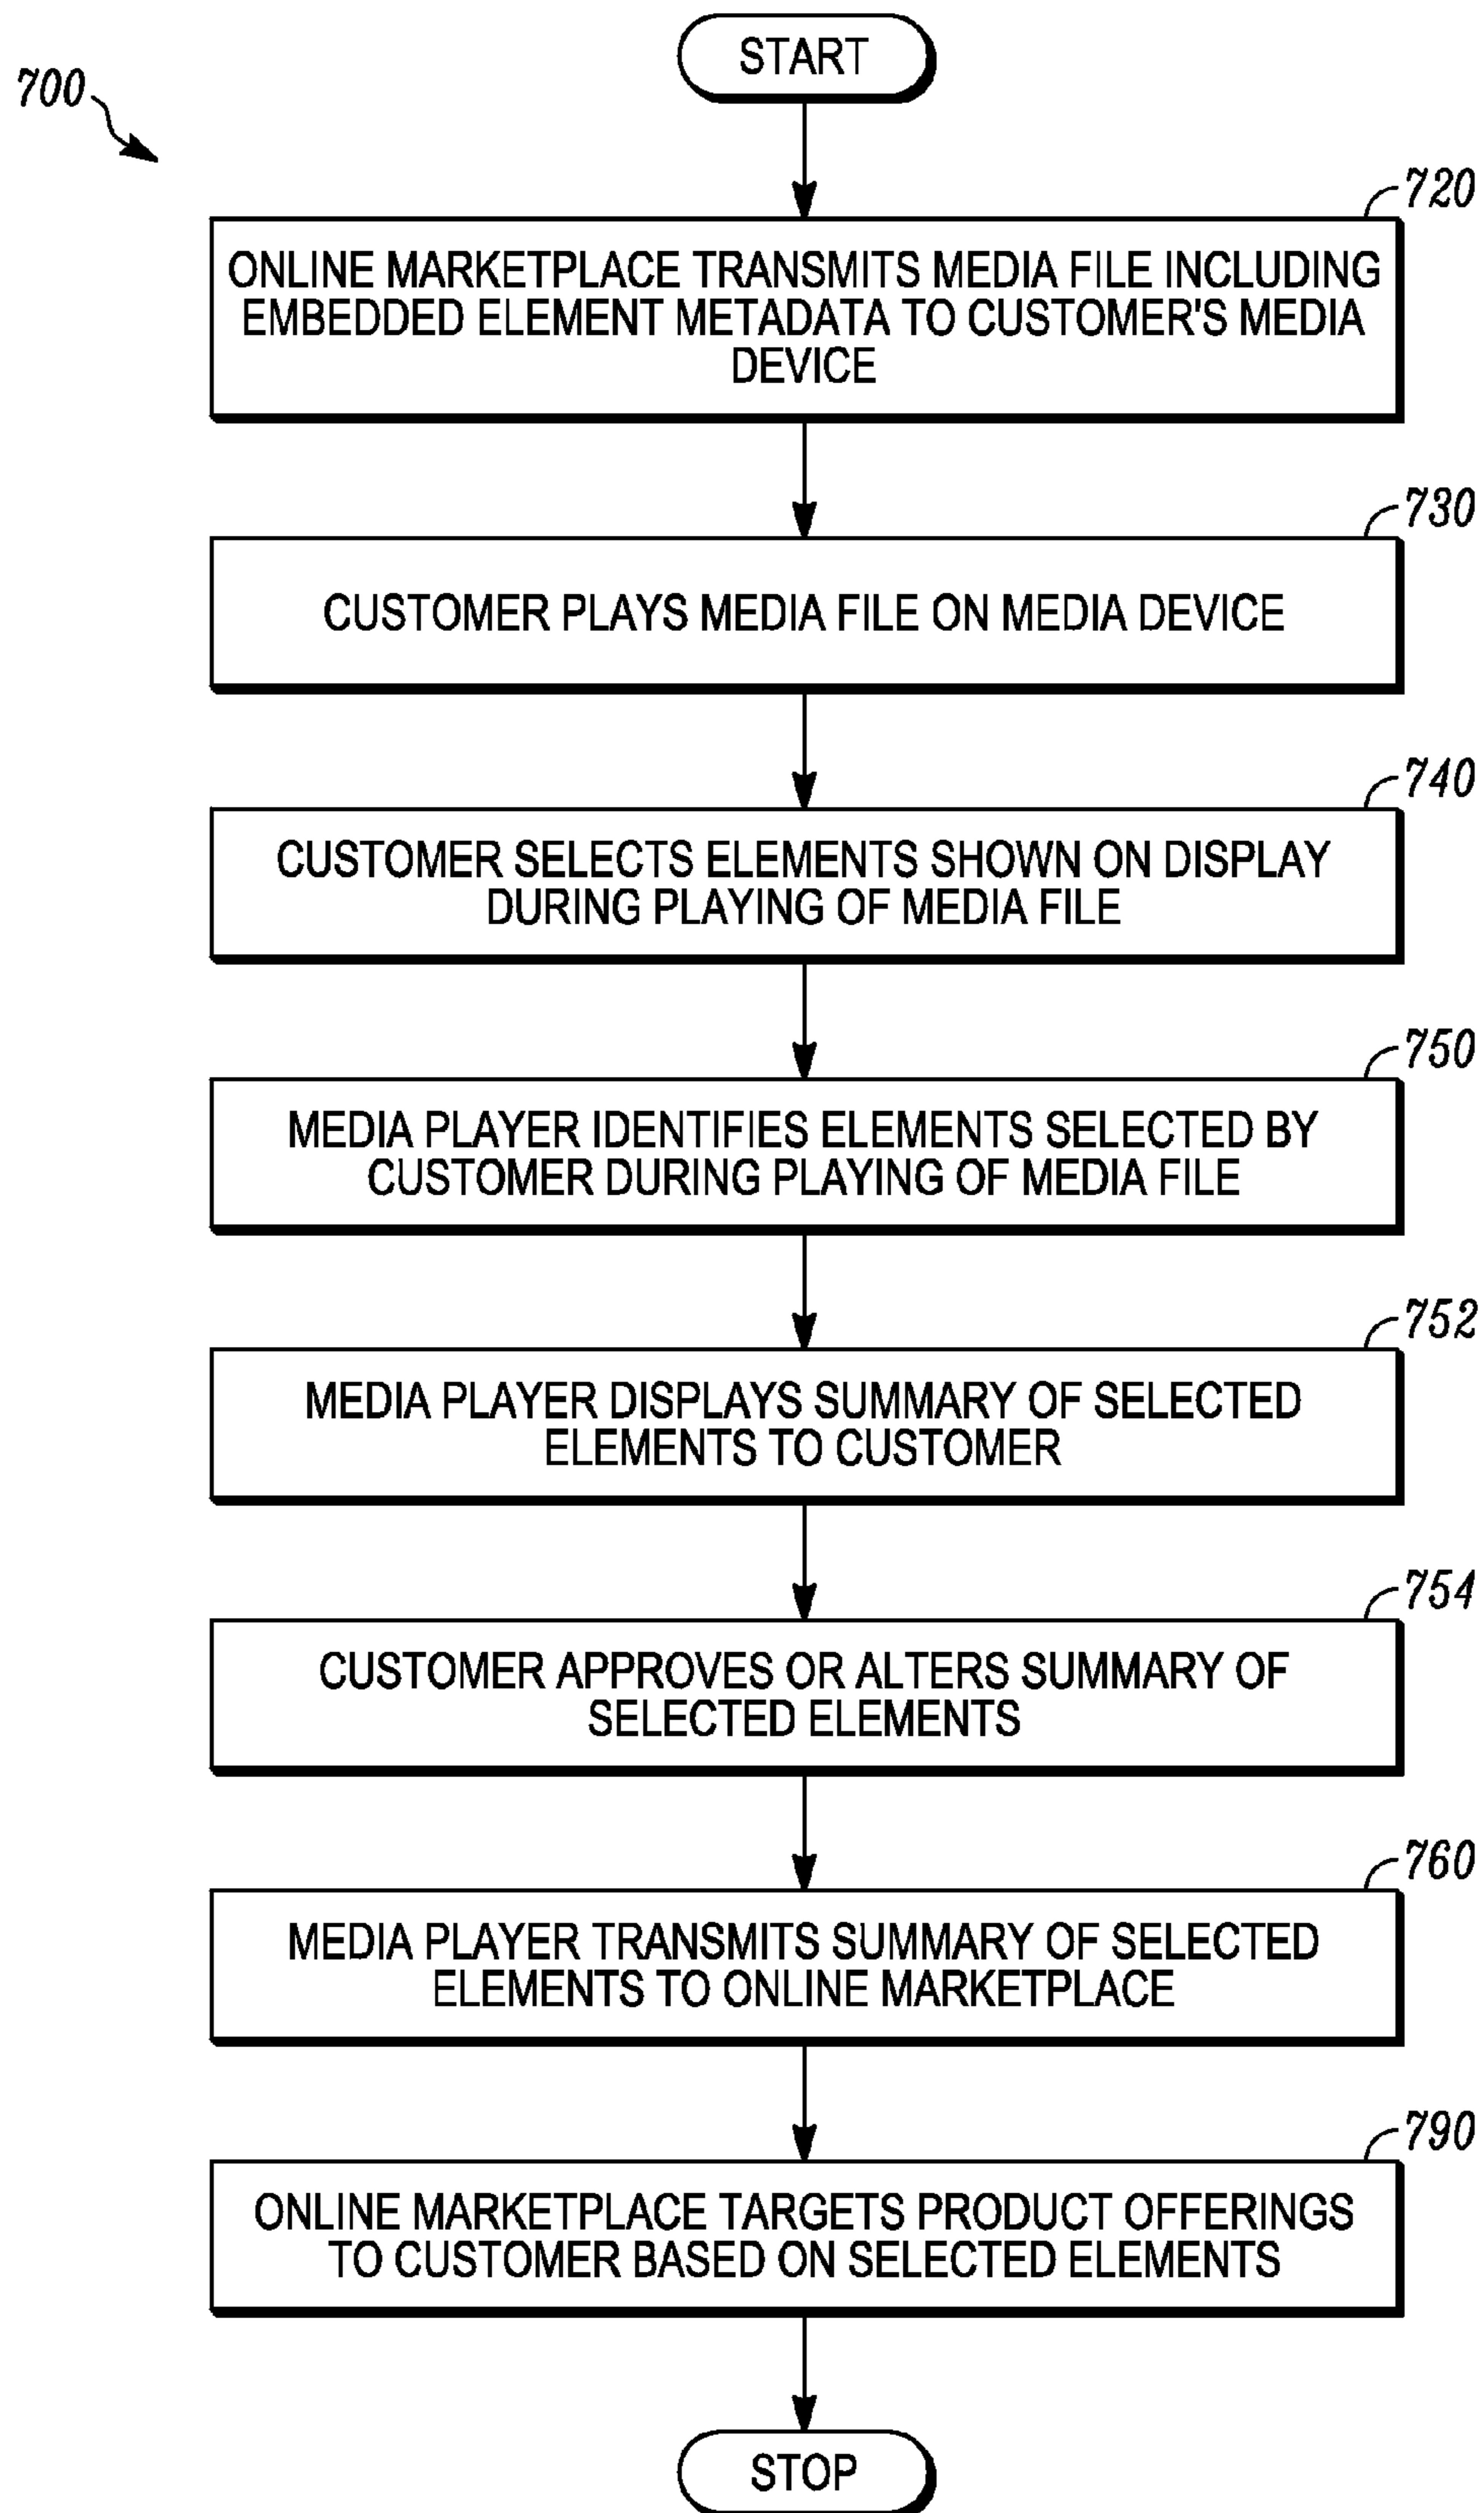 START
700
720
ONLINE MARKETPLACE TRANSMITS MEDIA FILE INCLUDING
EMBEDDED ELEMENT METADATA TO CUSTOMER'S MEDIA
DEVICE
730
CUSTOMER PLAYS MEDIA FILE ON MEDIA DEVICE
740
CUSTOMER SELECTS ELEMENTS SHOWN ON DISPLAY
DURING PLAYING OF MEDIA FILE
750
MEDIA PLAYER IDENTIFIES ELEMENTS SELECTED BY
CUSTOMER DURING PLAYING OF MEDIA FILE
752
MEDIA PLAYER DISPLAYS SUMMARY OF SELECTED
ELEMENTS TO CUSTOMER
754
CUSTOMER APPROVES OR ALTERS SUMMARY OF
SELECTED ELEMENTS
760
MEDIA PLAYER TRANSMITS SUMMARY OF SELECTED
ELEMENTS TO ONLINE MARKETPLACE
790
ONLINE MARKETPLACE TARGETS PRODUCT OFFERINGS
TO CUSTOMER BASED ON SELECTED ELEMENTS
STOP